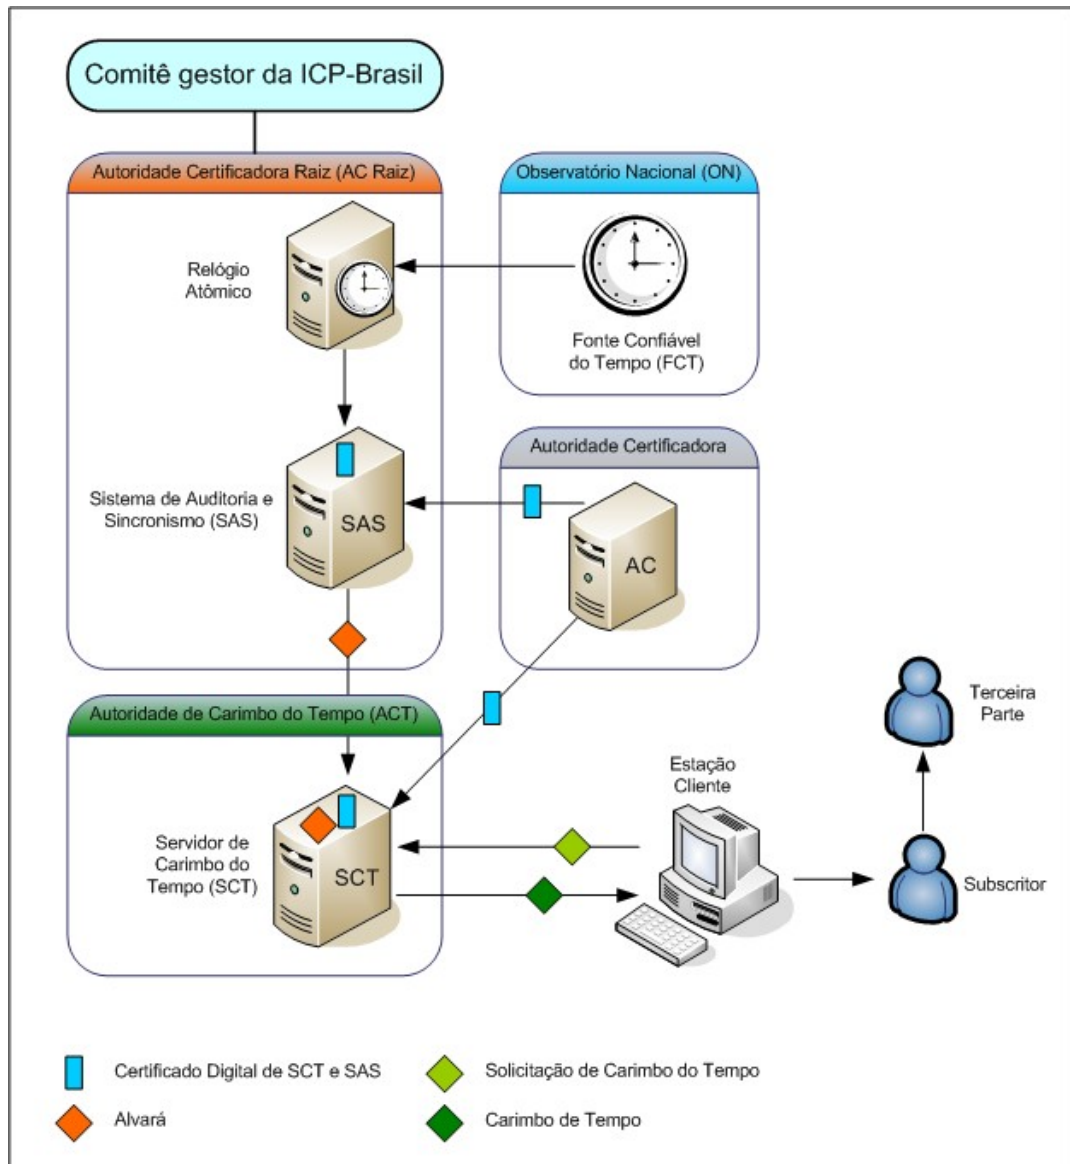 Comitê gestor da ICP-Brasil
Autoridade Certificadora Raiz (AC Raiz)
Observatório Nacional (ON)
Relógio
Atômico
Fonte Confiável
do Tempo (FCT)
Autoridade Certificadora
Sistema de Auditoria e
Sincronismo (SAS)
SAS
AC
Autoridade de Carimbo do Tempo (ACT)
Terceira
Parte
Estação
Cliente
Servidor de
Carimbo do
Tempo (SCT)
SCT
Subscritor
Certificado Digital de SCT e SAS
Solicitação de Carimbo do Tempo
Alvará
Carimbo de Tempo